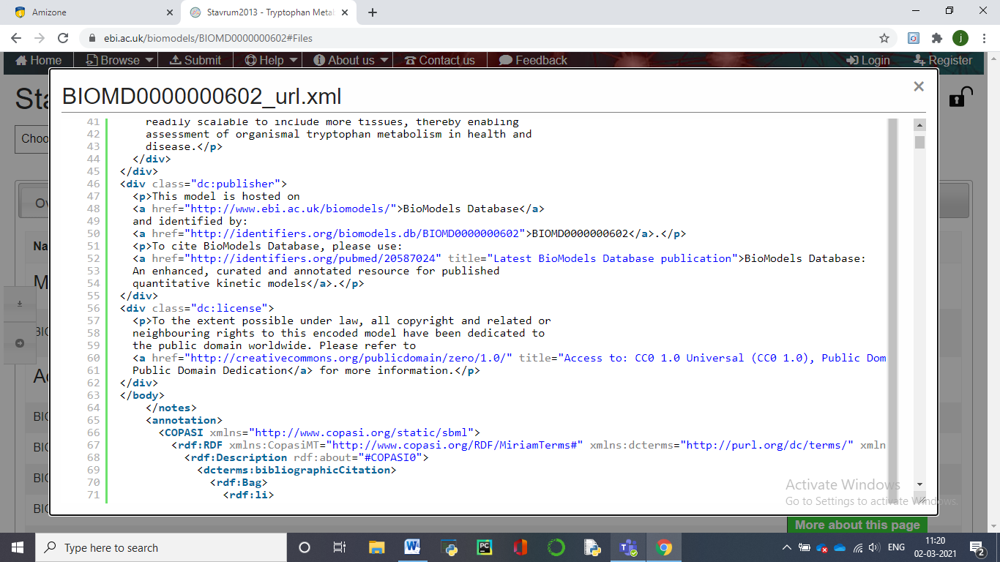 Amizone
Stavrum2013 - Tryptophan Meta
ebi.ac.uk/biomodels/BIOMD0000000602#Files
j
Home Browse Submit Help About us Contact us Feedback Login Register
Sta
BIOMD0000000602_url.xml
×
Choo
Ov
Na
M
BIO
A
BIO
BIO
BIO
BIO
41 readily scalable to include more tissues, thereby enabling
42 assessment of organismal tryptophan metabolism in health and
43 disease.</p>
44 </div>
45 </div>
46 <div class="dc:publisher">
47 <p>This model is hosted on
48 <a href="http://www.ebi.ac.uk/biomodels/">BioModels Database</a>
49 and identified by:
50 <a href="http://identifiers.org/biomodels.db/BIOMD0000000602">BIOMD0000000602</a>.</p>
51 <p>To cite BioModels Database, please use:
52 <a href="http://identifiers.org/pubmed/20587024" title="Latest BioModels Database publication">BioModels Database:
53 An enhanced, curated and annotated resource for published
54 quantitative kinetic models</a>.</p>
55 </div>
56 <div class="dc:license">
57 <p>To the extent possible under law, all copyright and related or
58 neighbouring rights to this encoded model have been dedicated to
59 the public domain worldwide. Please refer to
60 <a href="http://creativecommons.org/publicdomain/zero/1.0/" title="Access to: CC0 1.0 Universal (CC0 1.0), Public Dom
61 Public Domain Dedication</a> for more information.</p>
62 </div>
63 </body>
64 </notes>
65 <annotation>
66 <COPASI xmlns="http://www.copasi.org/static/sbml">
67 <rdf:RDF xmlns:CopasiMT="http://www.copasi.org/RDF/MiriamTerms#" xmlns:dcterms="http://purl.org/dc/terms/" xmln
68 <rdf:Description rdf:about="#COPASI0">
69 <dcterms:bibliographicCitation>
70 <rdf:Bag>
71 <rdf:li>
Activate Windows
Go to Settings to activate Windows.
More about this page
Type here to search
ENG
11:20
02-03-2021
2